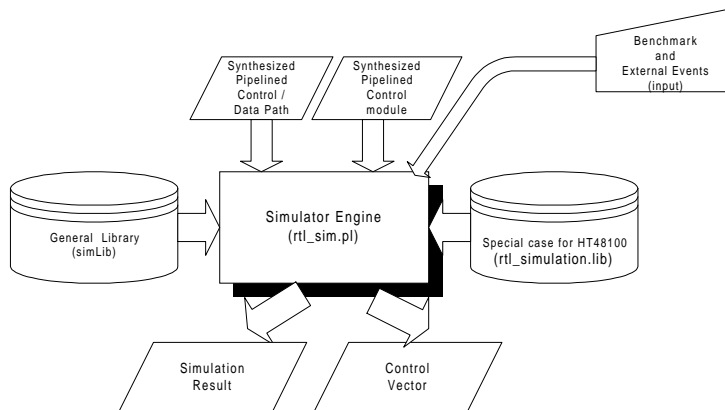 Synthesized
Pipelined
Control /
Data Path
Synthesized
Pipelined
Control
module
Benchmark
and
External Events
(input)
General Library
(simLib)
Simulator Engine
(rtl_sim.pl)
Special case for HT48100
(rtl_simulation.lib)
Simulation
Result
Control
Vector